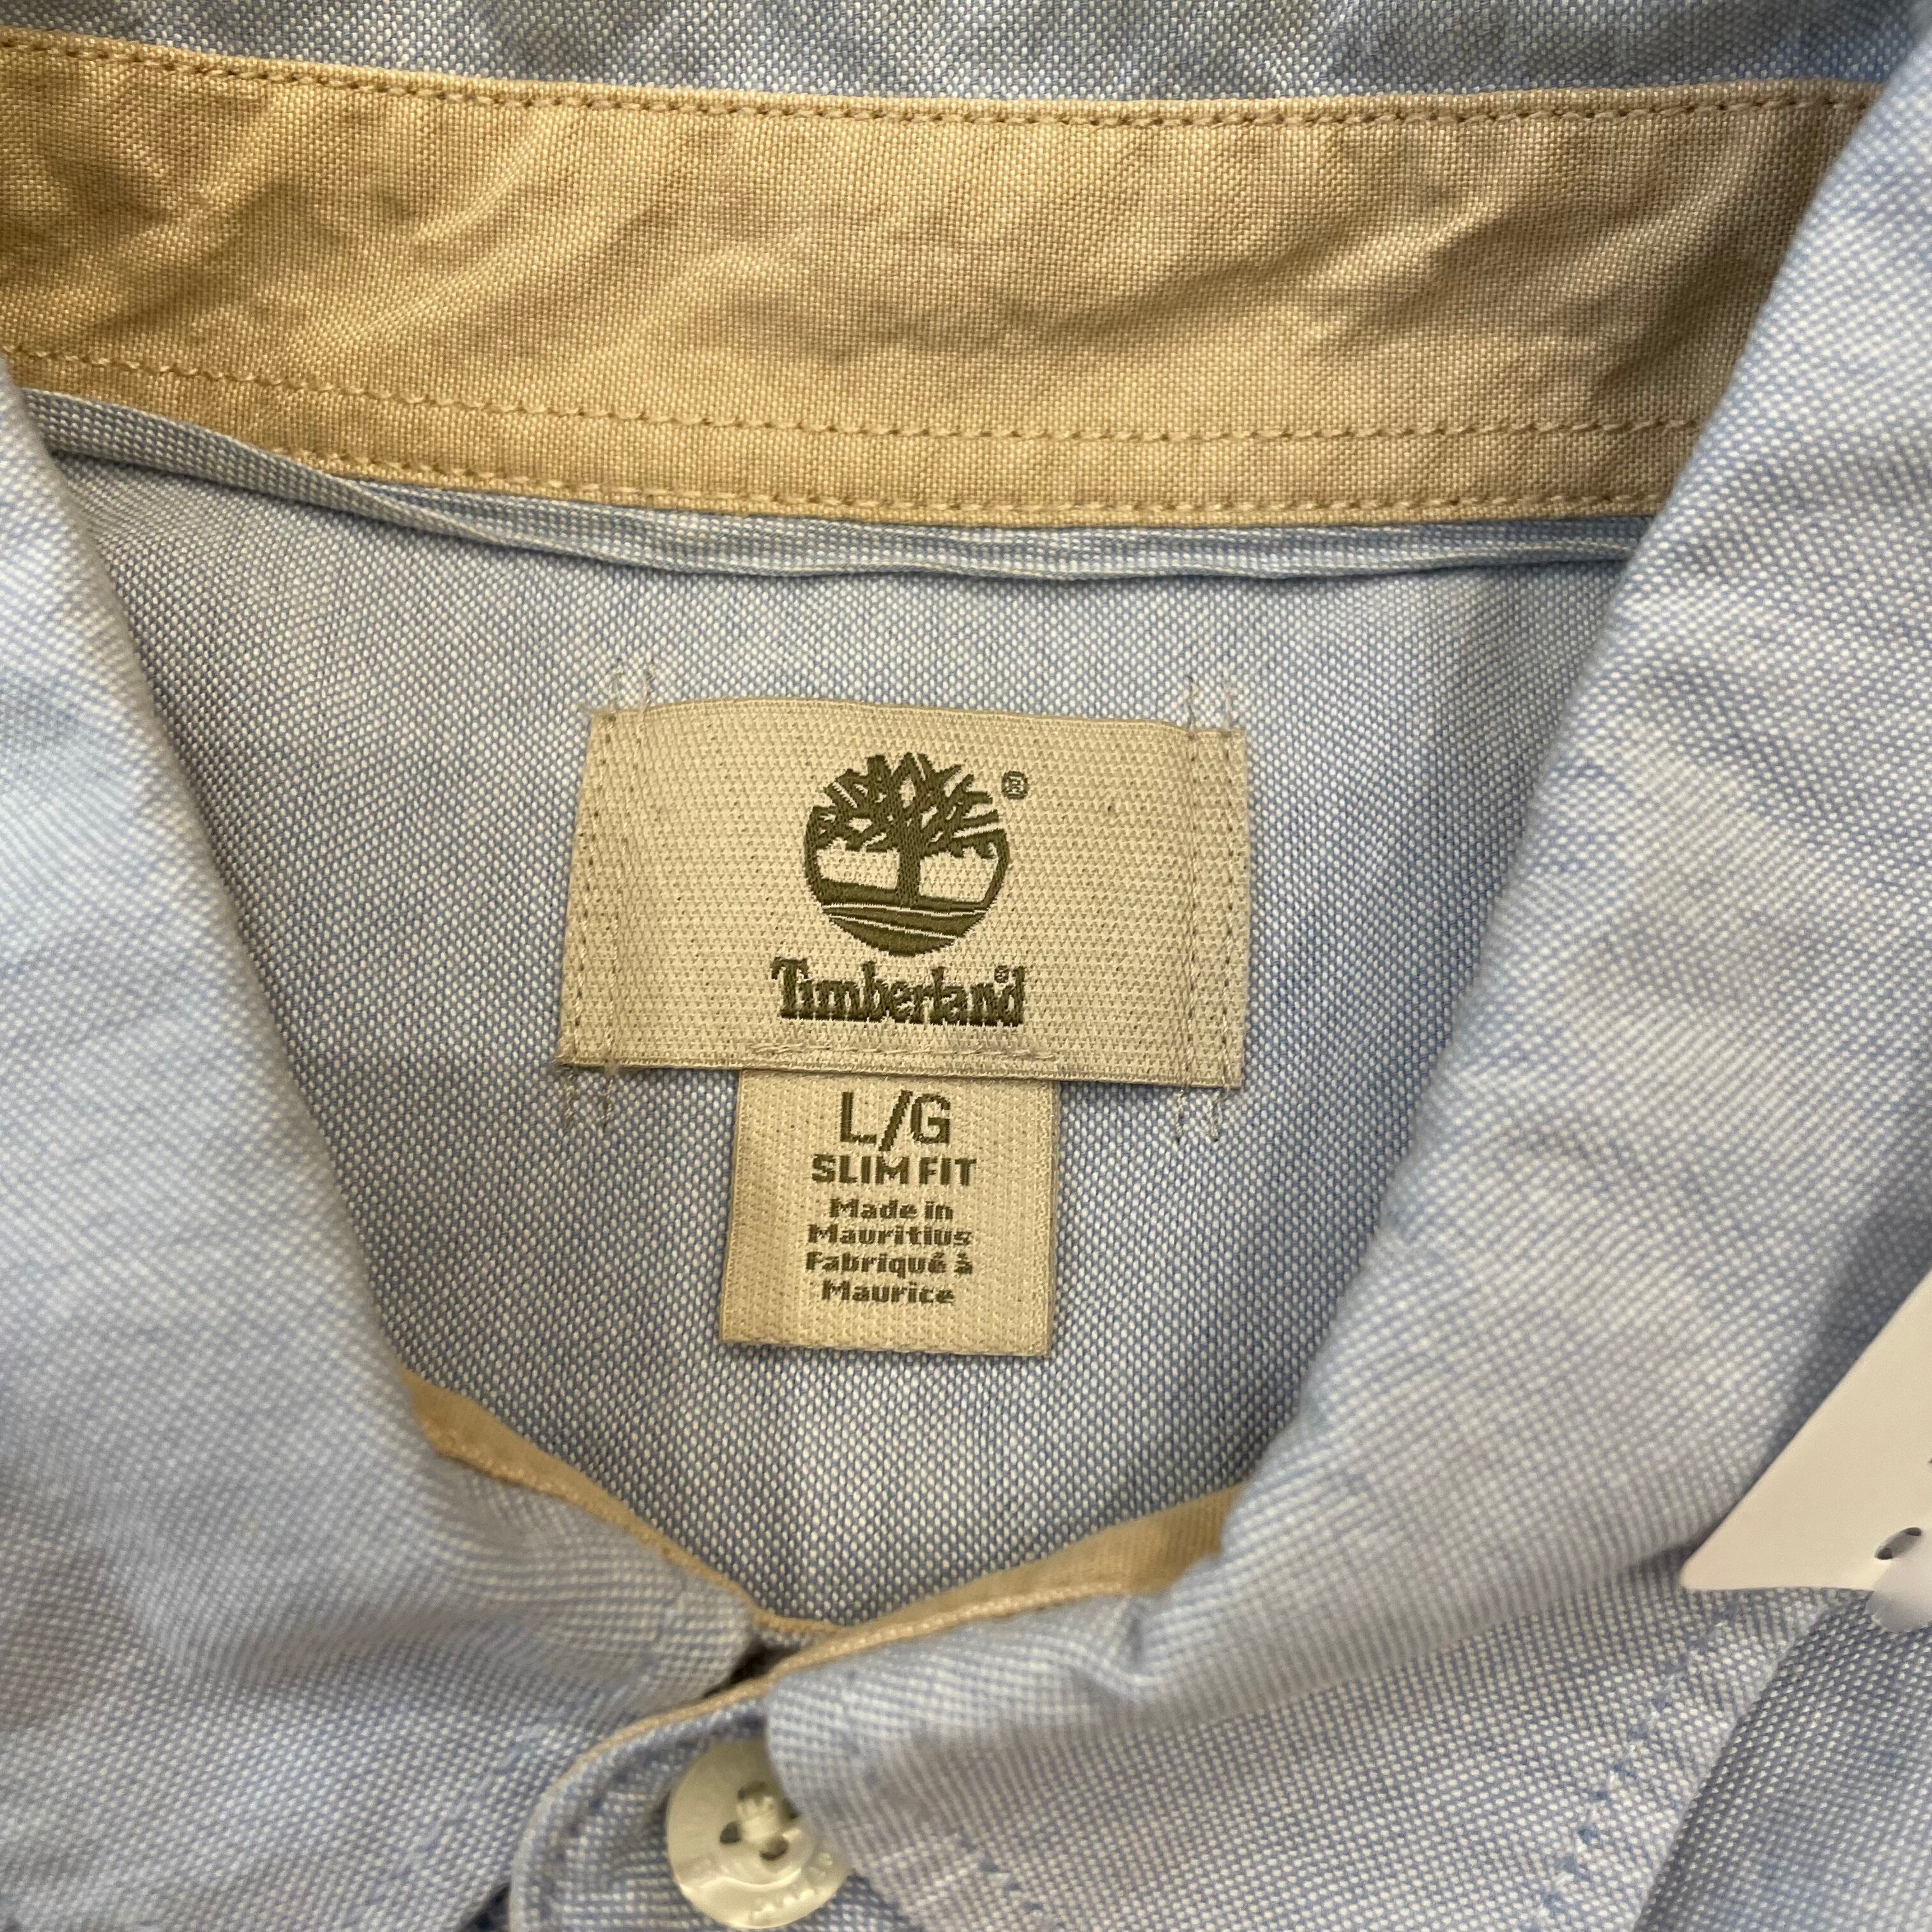 ®
Timberland®
L/G
SLIM FIT
Made in
Mauritius
Fabriqué à
Maurice